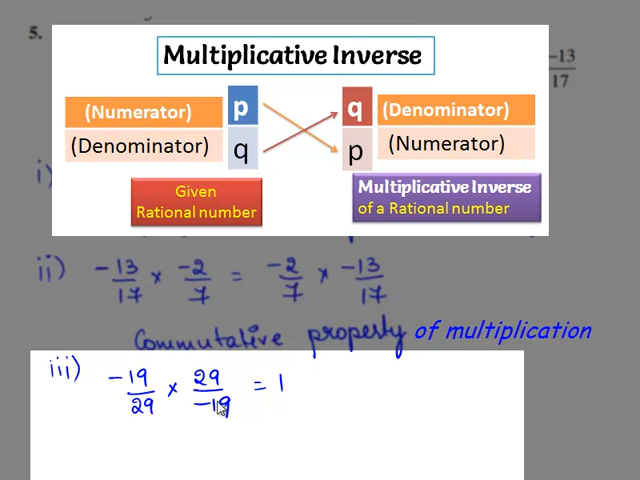 5.
Multiplicative Inverse
-13
17
(Numerator) p q (Denominator)
(Denominator) q p (Numerator)
Given
Rational number
Multiplicative Inverse
of a Rational number
i)
ii) -13/17 × -2/7 = -2/7 × -13/17
Commutative property of multiplication
iii) -19/29 × 29/-19 = 1